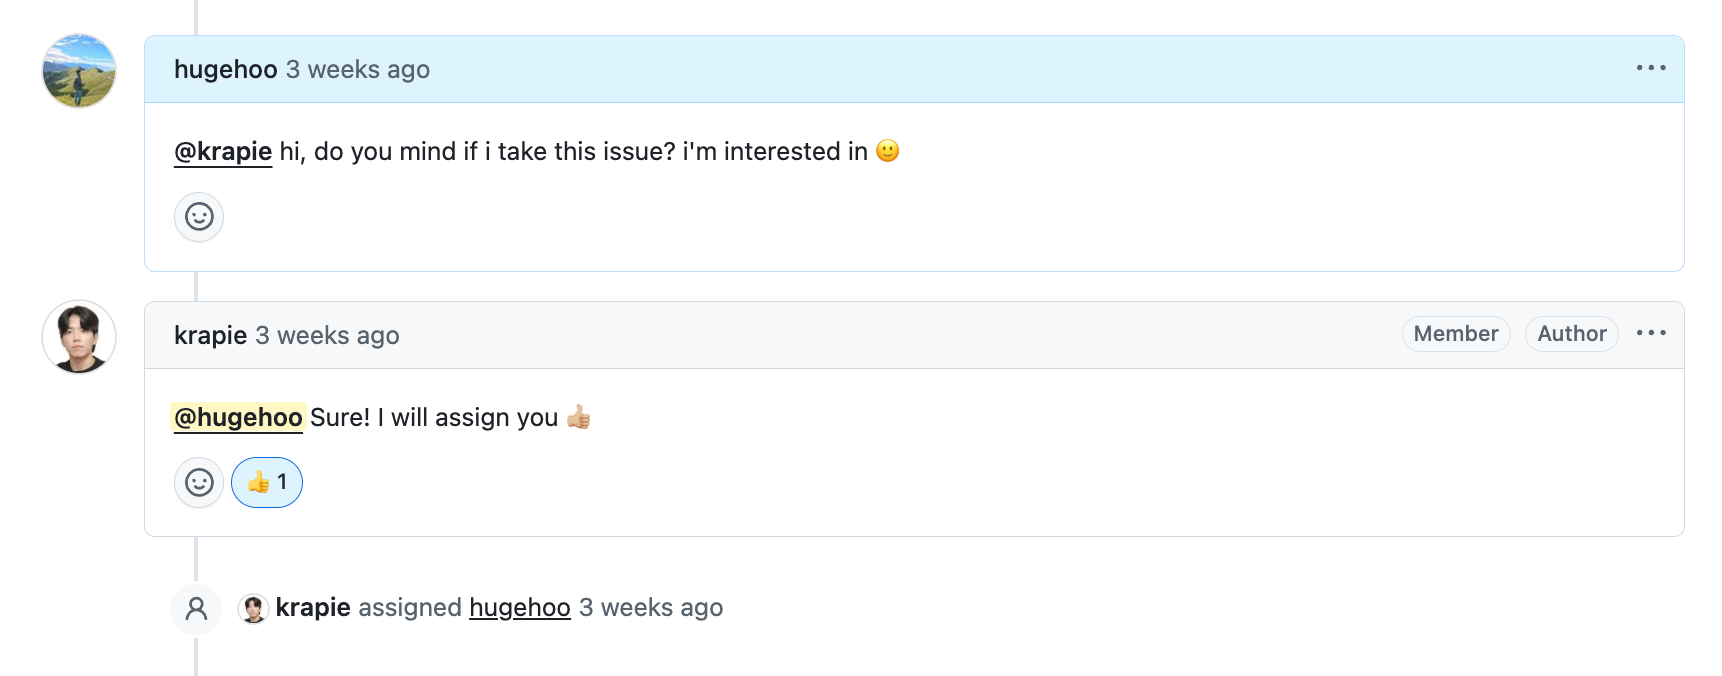 hugehoo 3 weeks ago
@krapie hi, do you mind if i take this issue? i'm interested in 🙂
krapie 3 weeks ago Member Author
@hugehoo Sure! I will assign you 👍🏼
👍 1
krapie assigned hugehoo 3 weeks ago